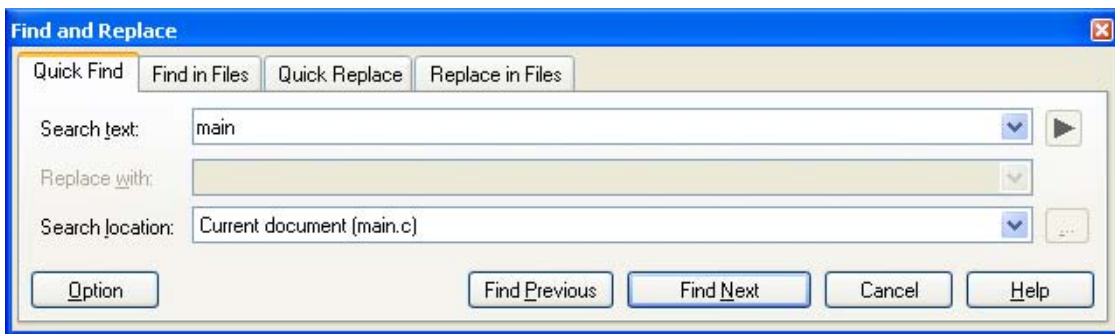 Find and Replace
Quick Find Find in Files Quick Replace Replace in Files
Search text: main
Replace with:
Search location: Current document (main.c)
...
Option Find Previous Find Next Cancel Help